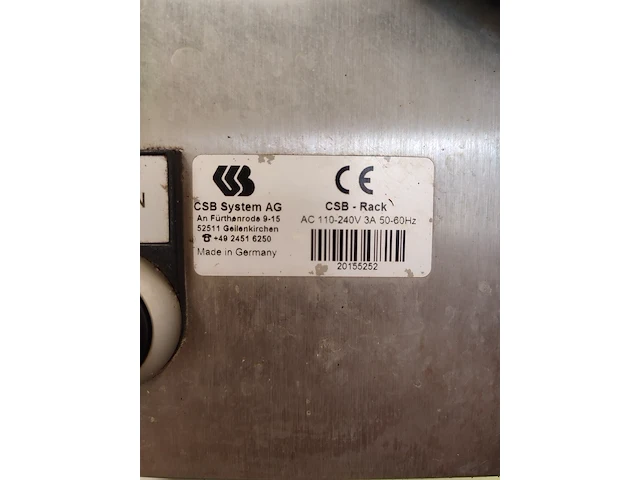 CSB
CSB System AG
An Fürthenrode 9-15
52511 Geilenkirchen
☎ +49 2451 6250
Made in Germany
CE
CSB - Rack
AC 110-240V 3A 50-60Hz
20155252
N